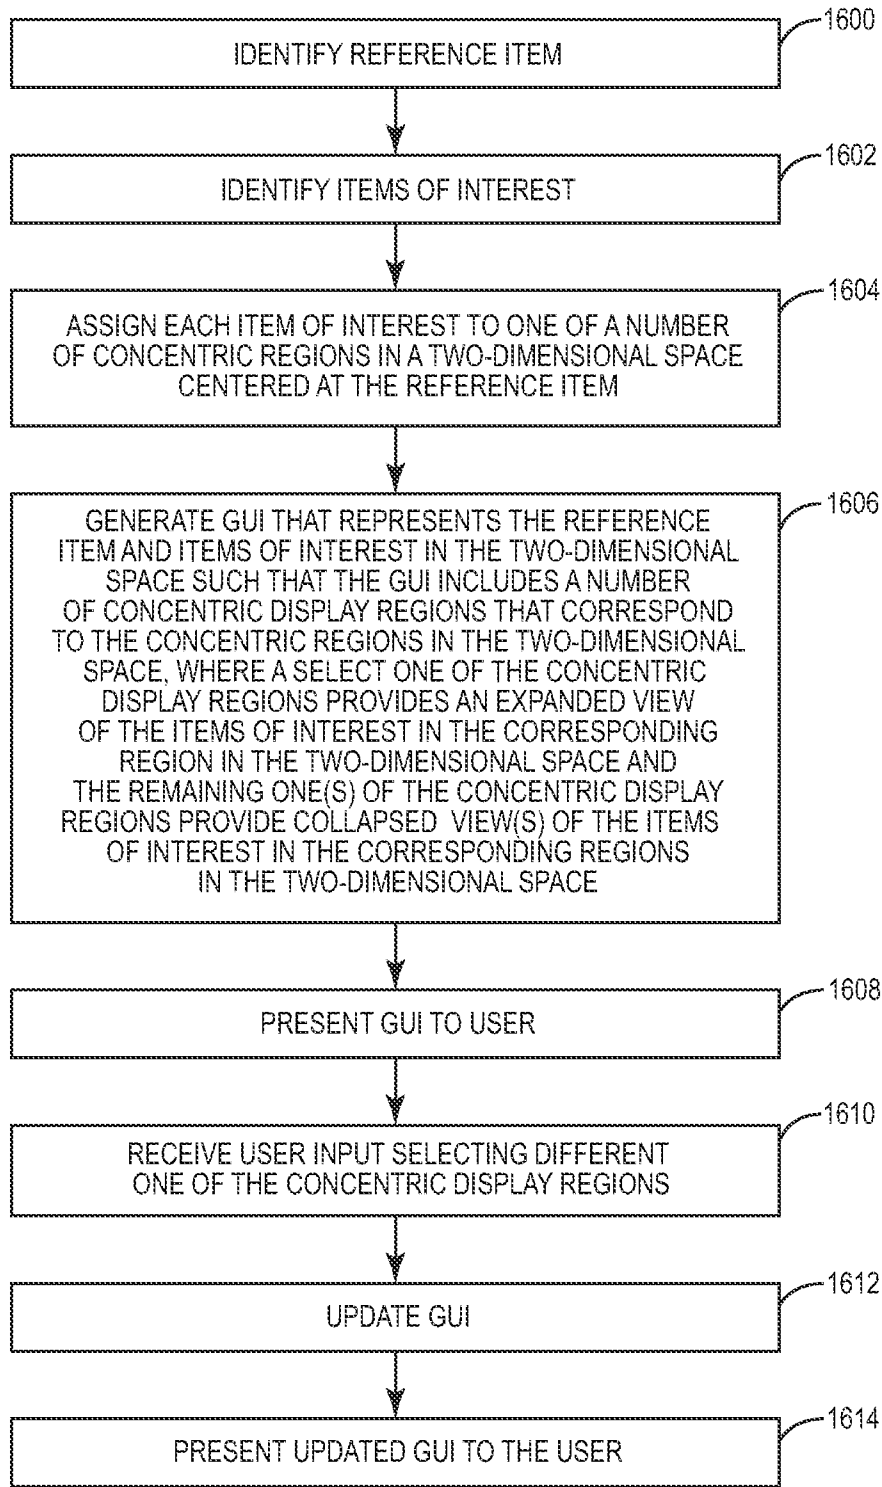 1600
IDENTIFY REFERENCE ITEM
1602
IDENTIFY ITEMS OF INTEREST
1604
ASSIGN EACH ITEM OF INTEREST TO ONE OF A NUMBER
OF CONCENTRIC REGIONS IN A TWO-DIMENSIONAL SPACE
CENTERED AT THE REFERENCE ITEM
1606
GENERATE GUI THAT REPRESENTS THE REFERENCE
ITEM AND ITEMS OF INTEREST IN THE TWO-DIMENSIONAL
SPACE SUCH THAT THE GUI INCLUDES A NUMBER
OF CONCENTRIC DISPLAY REGIONS THAT CORRESPOND
TO THE CONCENTRIC REGIONS IN THE TWO-DIMENSIONAL
SPACE, WHERE A SELECT ONE OF THE CONCENTRIC
DISPLAY REGIONS PROVIDES AN EXPANDED VIEW
OF THE ITEMS OF INTEREST IN THE CORRESPONDING
REGION IN THE TWO-DIMENSIONAL SPACE AND
THE REMAINING ONE(S) OF THE CONCENTRIC DISPLAY
REGIONS PROVIDE COLLAPSED VIEW(S) OF THE ITEMS
OF INTEREST IN THE CORRESPONDING REGIONS
IN THE TWO-DIMENSIONAL SPACE
1608
PRESENT GUI TO USER
1610
RECEIVE USER INPUT SELECTING DIFFERENT
ONE OF THE CONCENTRIC DISPLAY REGIONS
1612
UPDATE GUI
1614
PRESENT UPDATED GUI TO THE USER